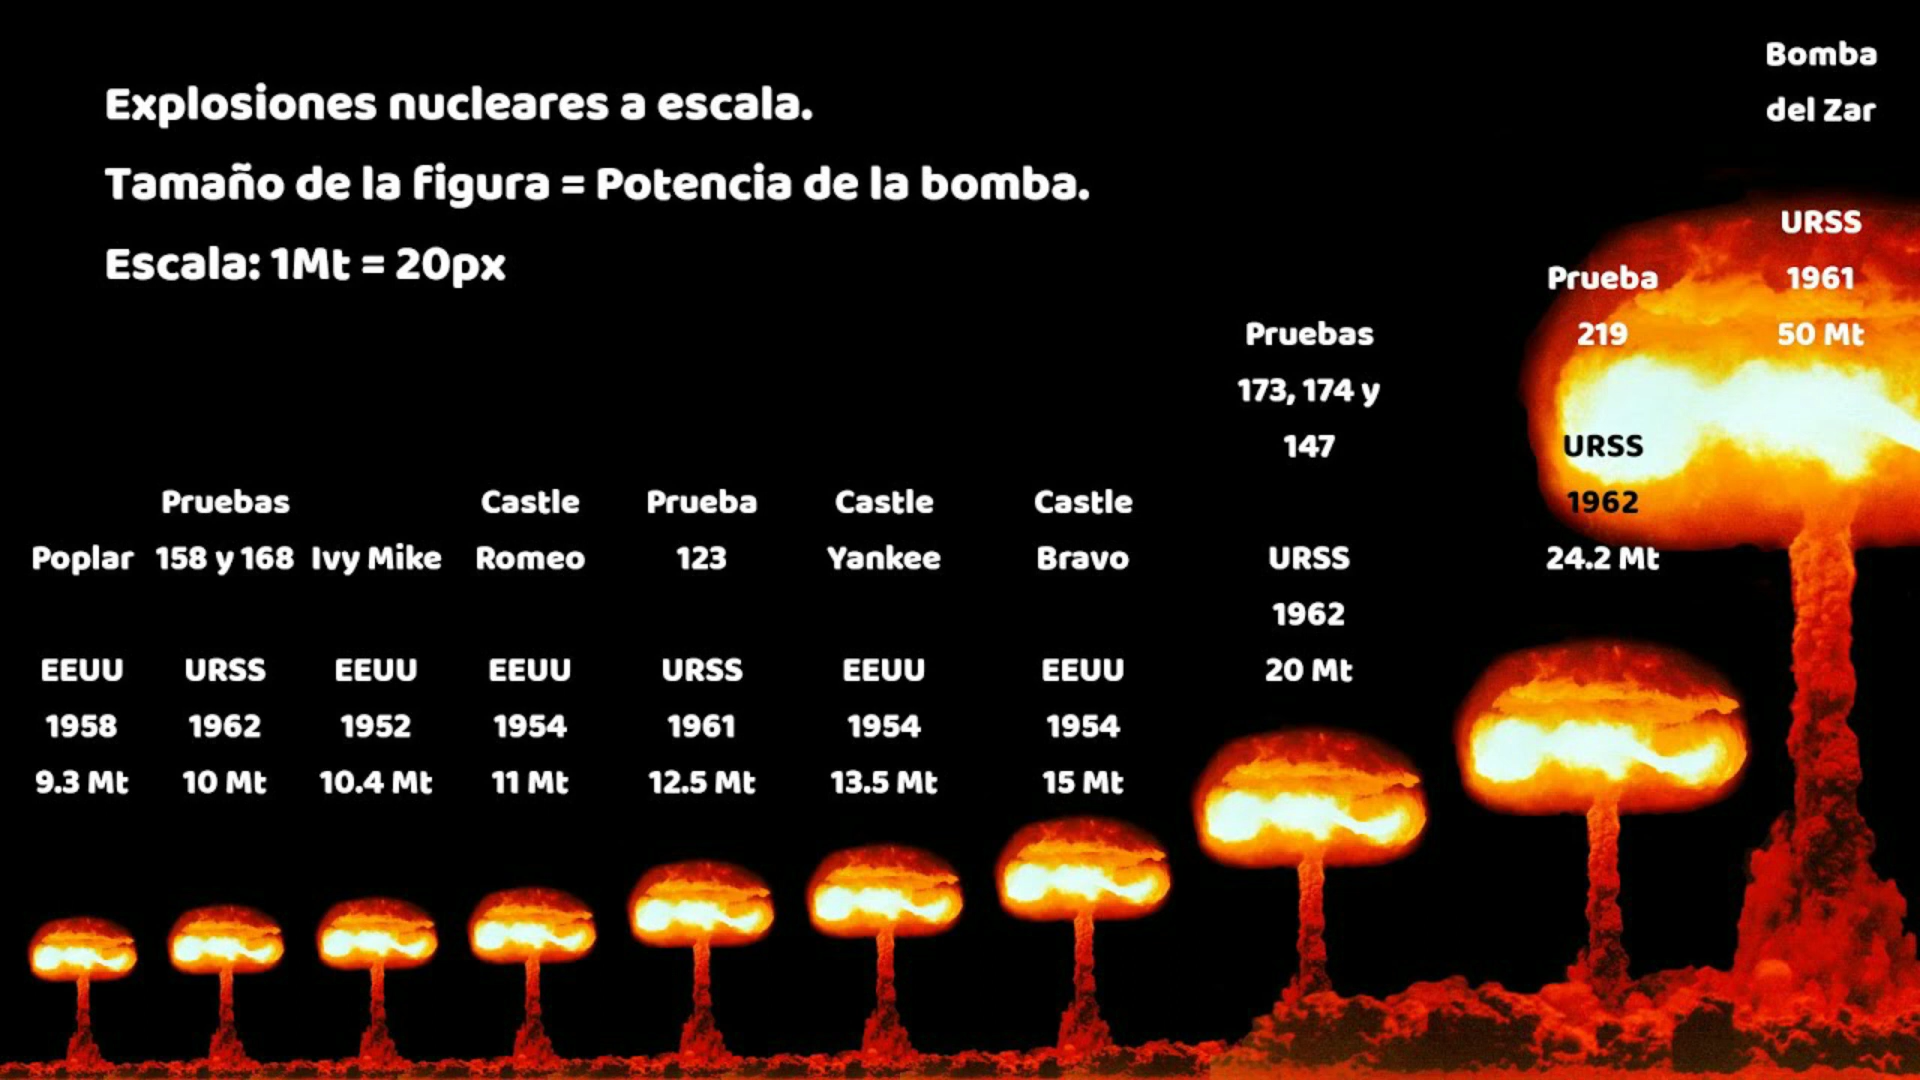 Explosiones nucleares a escala.
Tamaño de la figura = Potencia de la bomba.
Escala: 1Mt = 20px
Poplar
EEUU
1958
9.3 Mt
Pruebas
158 y 168
URSS
1962
10 Mt
Ivy Mike
EEUU
1952
10.4 Mt
Castle
Romeo
EEUU
1954
11 Mt
Prueba
123
URSS
1961
12.5 Mt
Castle
Yankee
EEUU
1954
13.5 Mt
Castle
Bravo
EEUU
1954
15 Mt
Pruebas
173, 174 y
147
URSS
1962
20 Mt
Prueba
219
URSS
1962
24.2 Mt
Bomba
del Zar
URSS
1961
50 Mt